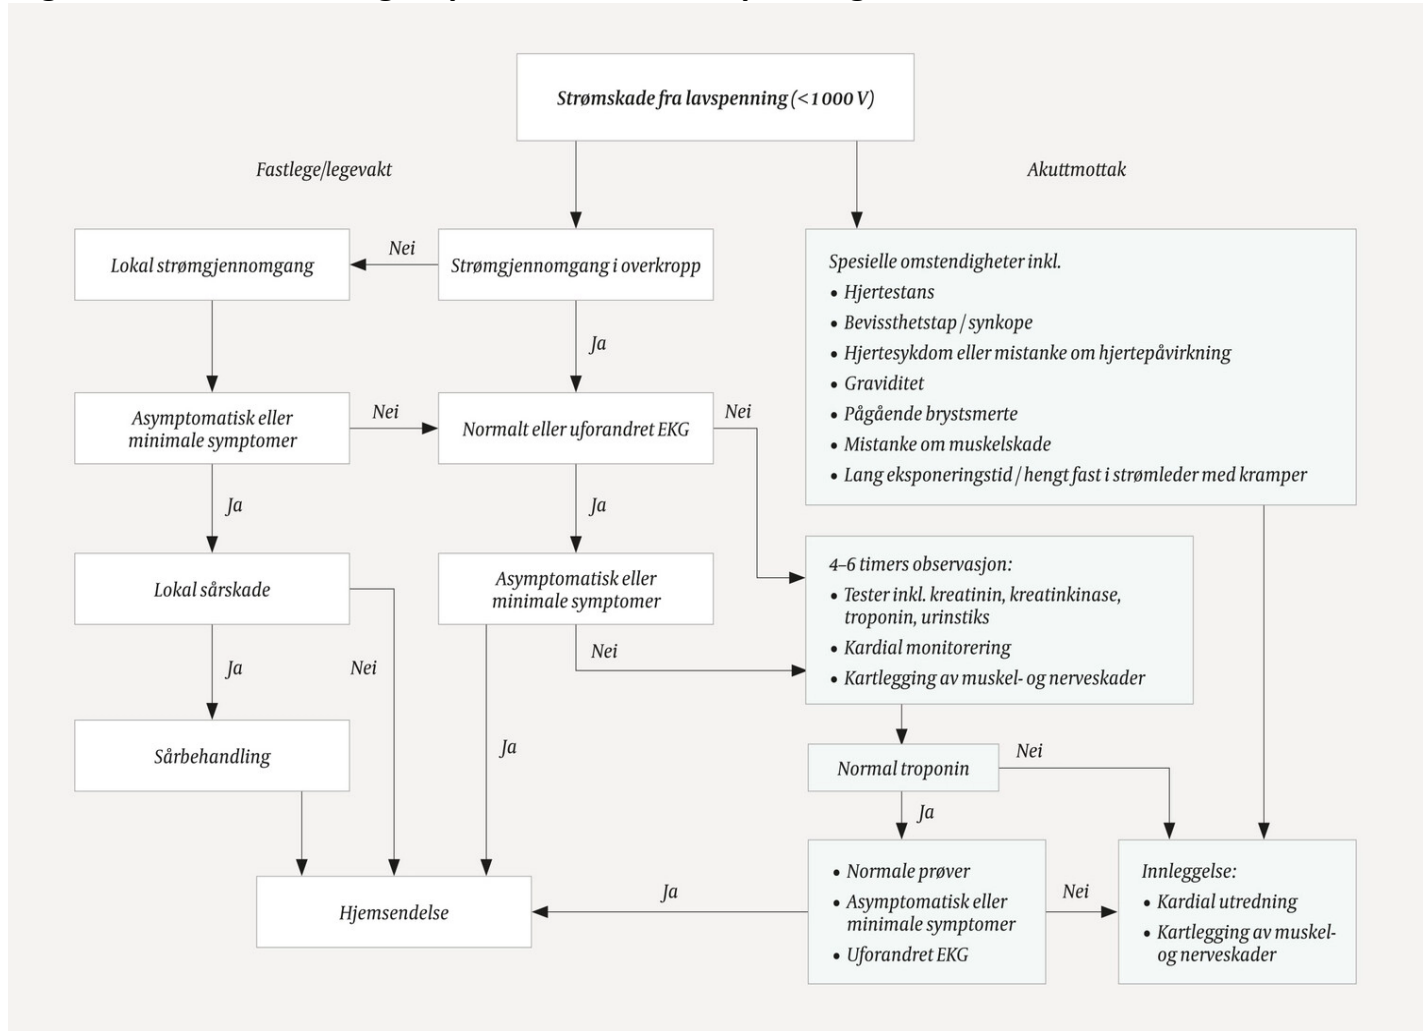 Strømskade fra lavspenning (<1000 V)
Fastlege/legevakt
Akuttmottak
Lokal strømgjennomgang
Nei
Strømgjennomgang i overkropp
Spesielle omstendigheter inkl.
• Hjertestans
• Bevissthetstap / synkope
• Hjertesykdom eller mistanke om hjertepåvirkning
• Graviditet
• Pågående brystsmerte
• Mistanke om muskelskade
• Lang eksponeringstid / hengt fast i strømleder med kramper
Ja
Asymptomatisk eller
minimale symptomer
Nei
Normalt eller uforandret EKG
Nei
Ja
Ja
Lokal sårskade
Asymptomatisk eller
minimale symptomer
4–6 timers observasjon:
• Tester inkl. kreatinin, kreatinkinase,
troponin, urinstiks
• Kardial monitorering
• Kartlegging av muskel- og nerveskader
Ja
Nei
Nei
Sårbehandling
Ja
Normal troponin
Nei
Ja
Hjemsendelse
Ja
• Normale prøver
• Asymptomatisk eller
minimale symptomer
• Uforandret EKG
Nei
Innleggelse:
• Kardial utredning
• Kartlegging av muskel-
og nerveskader